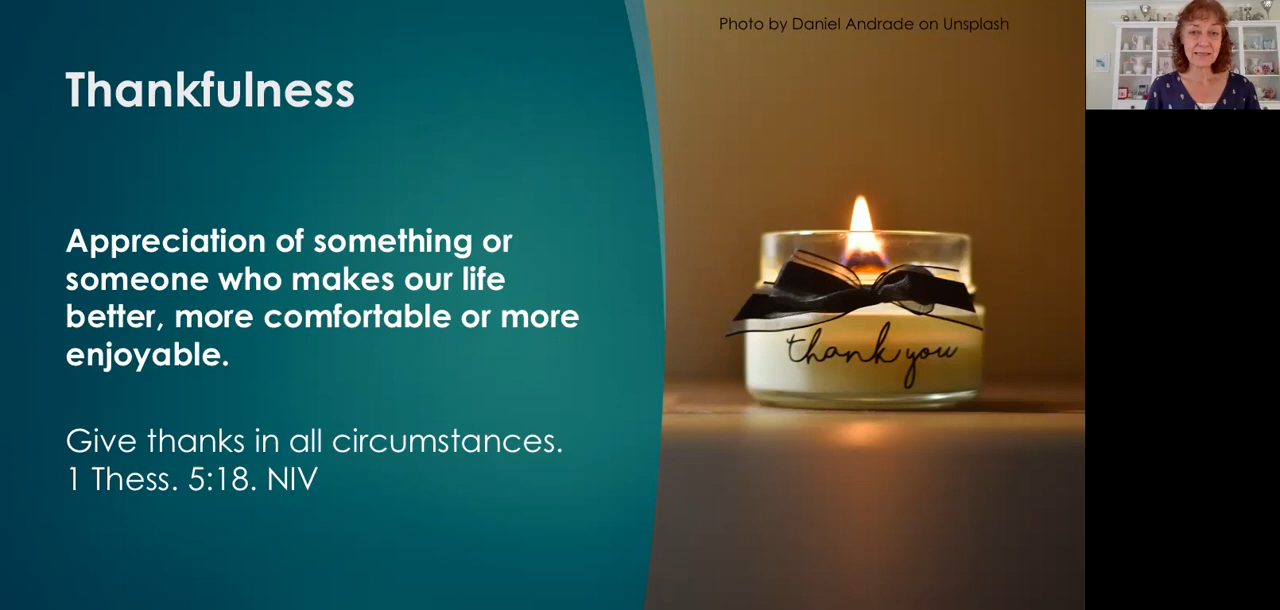 Photo by Daniel Andrade on Unsplash
Thankfulness
Appreciation of something or
someone who makes our life
better, more comfortable or more
enjoyable.
Give thanks in all circumstances.
1 Thess. 5:18. NIV
thank you